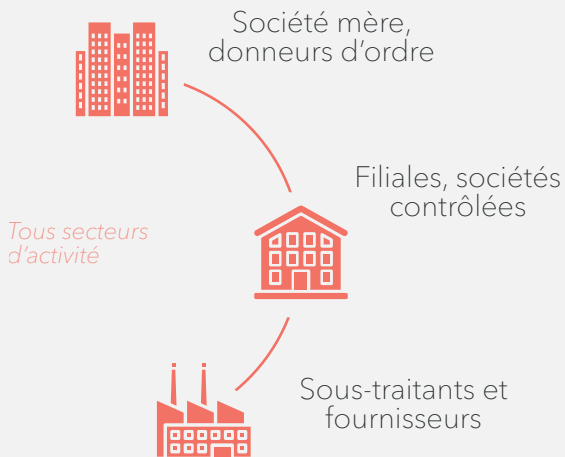 Société mère,
donneurs d'ordre
Filiales, sociétés
contrôlées
Tous secteurs
d'activité
Sous-traitants et
fournisseurs